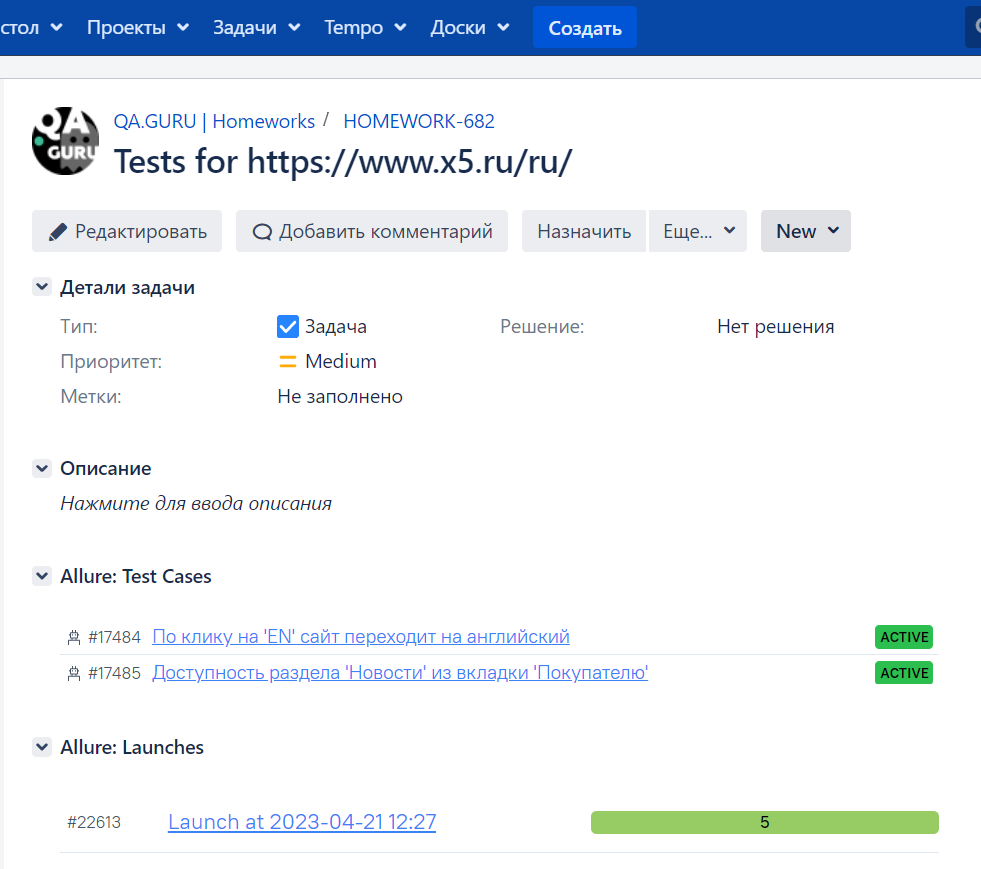 стол Проекты Задачи Tempo Доски Создать
QA GURU
QA.GURU | Homeworks / HOMEWORK-682
Tests for https://www.x5.ru/ru/
Редактировать Добавить комментарий Назначить Еще... New
Детали задачи
Тип: Задача Решение: Нет решения
Приоритет: Medium
Метки: Не заполнено
Описание
Нажмите для ввода описания
Allure: Test Cases
#17484 По клику на 'EN' сайт переходит на английский ACTIVE
#17485 Доступность раздела 'Новости' из вкладки 'Покупателю' ACTIVE
Allure: Launches
#22613 Launch at 2023-04-21 12:27 5